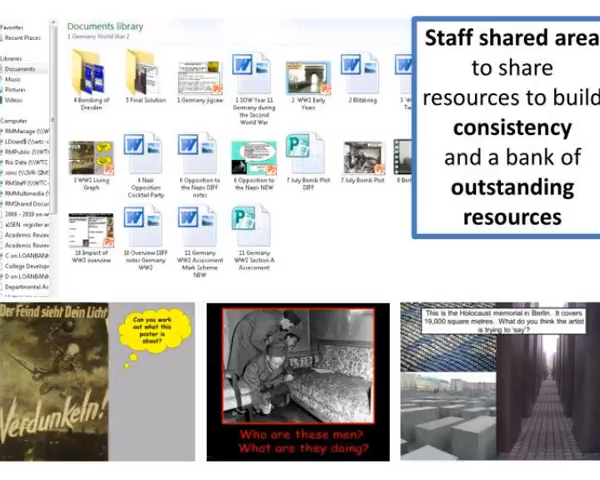 Favorites
Recent Places
Libraries
Documents
Music
Pictures
Videos
Computer
Documents library
1 Germany World War 2
4 Bombing of
Dresden
5 Final Solution
1 Germany jigsaw
1 SOW Year 11
Germany during
the Second
World War
2 WW2 Early
Years
2 Blitzkrieg
3 WW2 Living
Graph
6 Nazi
Opposition
Cocktail Party
6 Opposition to
the Nazis DIFF
notes
6 Opposition to
the Nazis NEW
7 July Bomb Plot
DIFF
7 July Bomb Plot
10 Impact of
WW2 overview
10 Overview DIFF
notes Germany
WW2
11 Germany
WW2 Assessment
Mark Scheme
NEW
11 Germany
WW2 Section A
Assessment
Staff shared area
to share
resources to build
consistency
and a bank of
outstanding
resources
Der Feind sieht Dein Licht
Verdunkeln!
Can you work
out what this
poster is
about?
Who are these men?
What are they doing?
This is the Holocaust memorial in Berlin. It covers
19,000 square metres. What do you think the artist
is trying to 'say'?